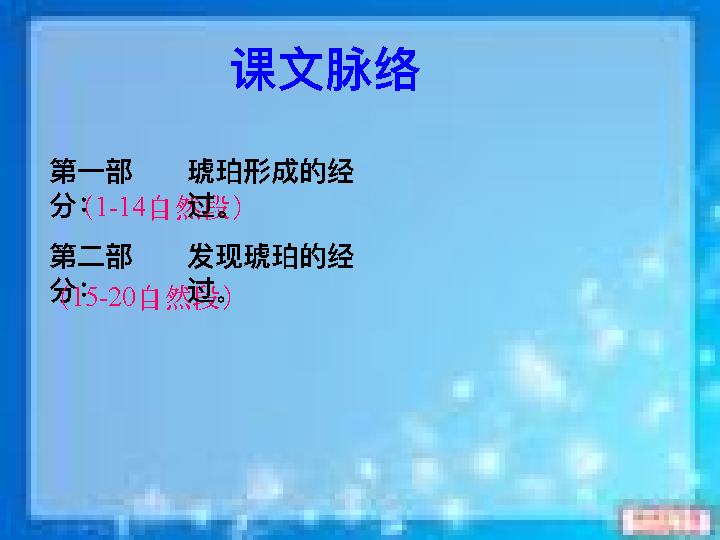 课文脉络
第一部分： 琥珀形成的经过。
（1-14自然段）
第二部分： 发现琥珀的经过。
（15-20自然段）